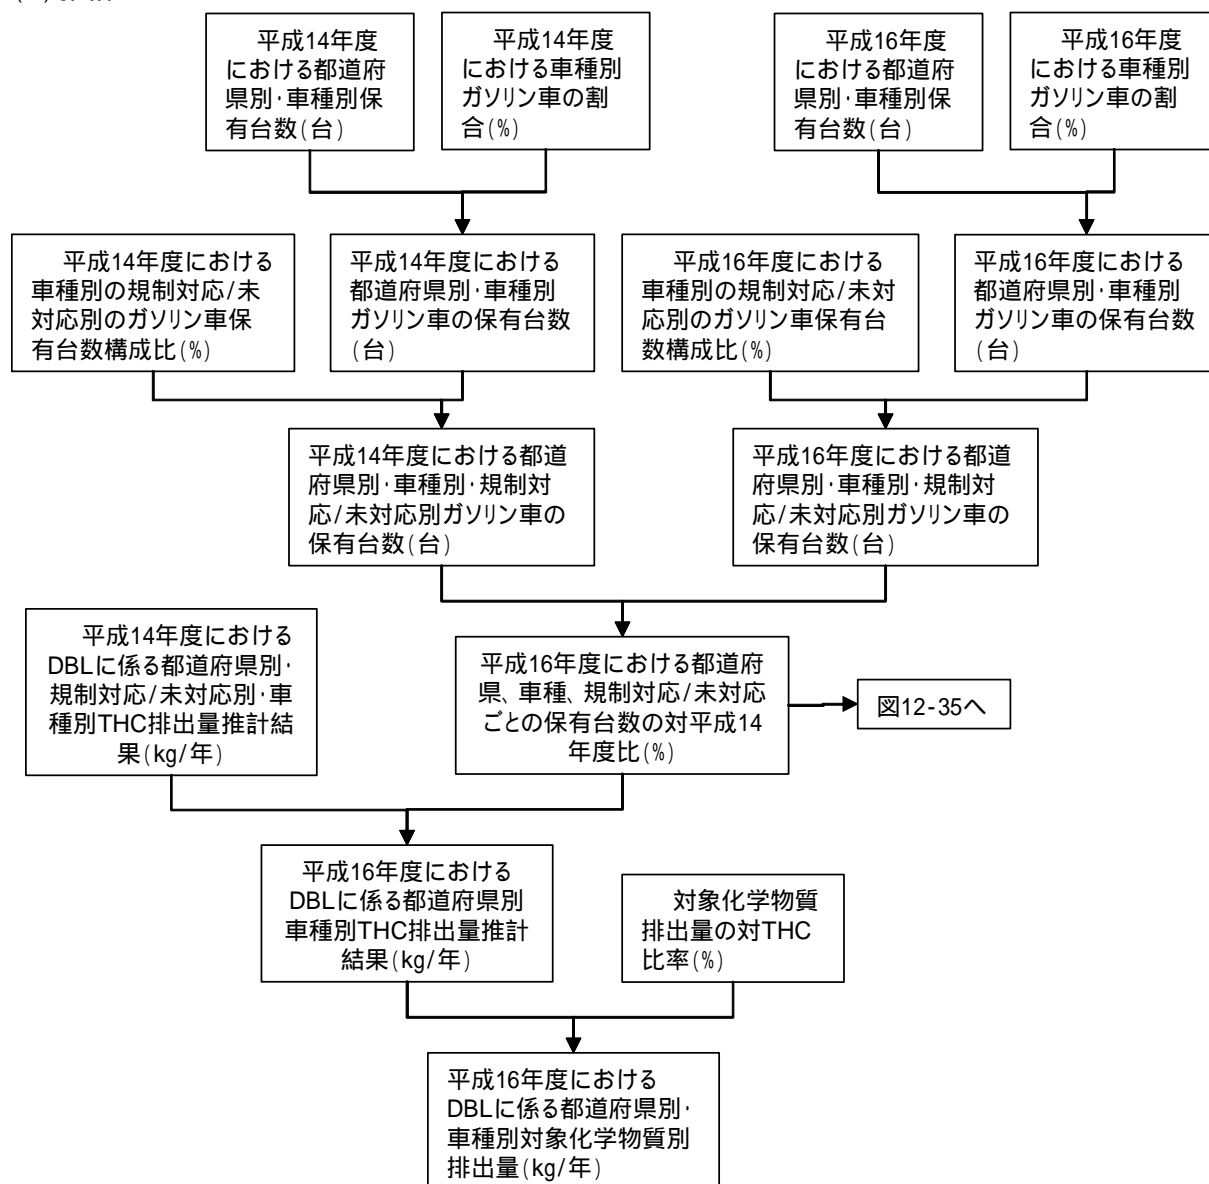 平成14年度
における都道府
県別・車種別保
有台数(台)
平成14年度
における車種別
ガソリン車の割
合(%)
平成16年度
における都道府
県別・車種別保
有台数(台)
平成16年度
における車種別
ガソリン車の割
合(%)
平成14年度における
車種別の規制対応/未
対応別のガソリン車保
有台数構成比(%)
平成14年度における
都道府県別・車種別
ガソリン車の保有台数
(台)
平成16年度における
車種別の規制対応/未対
応別のガソリン車保有台
数構成比(%)
平成16年度における
都道府県別・車種別
ガソリン車の保有台数
(台)
平成14年度における都道
府県別・車種別・規制対
応/未対応別ガソリン車の
保有台数(台)
平成16年度における都道
府県別・車種別・規制対
応/未対応別ガソリン車の
保有台数(台)
平成14年度における
DBLに係る都道府県別・
規制対応/未対応別・車
種別THC排出量推計結
果(kg/年)
平成16年度における都道府
県、車種、規制対応/未対応
ごとの保有台数の対平成14
年度比(%)
図12-35へ
平成16年度における
DBLに係る都道府県別
車種別THC排出量推計
結果(kg/年)
対象化学物質
排出量の対THC
比率(%)
平成16年度における
DBLに係る都道府県別・
車種別対象化学物質別
排出量(kg/年)